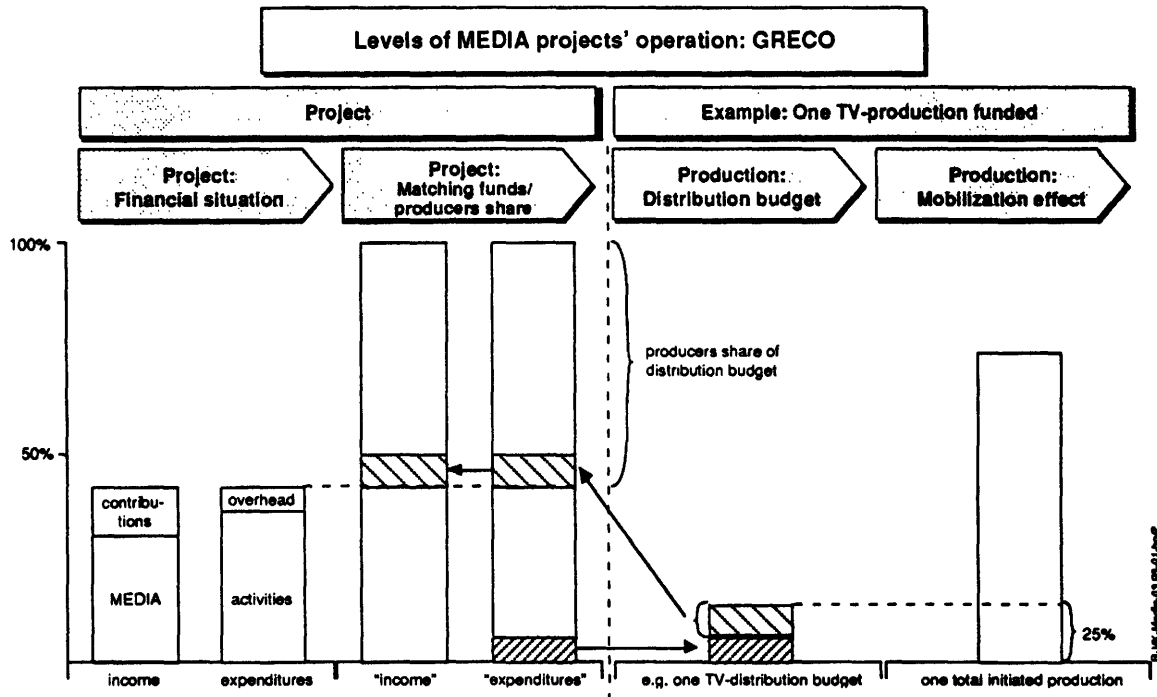 Levels of MEDIA projects' operation: GRECO
Project
Example: One TV-production funded
Project:
Financial situation
Project:
Matching funds/
producers share
Production:
Distribution budget
Production:
Mobilization effect
100%
50%
contribu-
tions
MEDIA
overhead
activities
producers share of
distribution budget
25%
income
expenditures
"income"
"expenditures"
e.g. one TV-distribution budget
one total initiated production